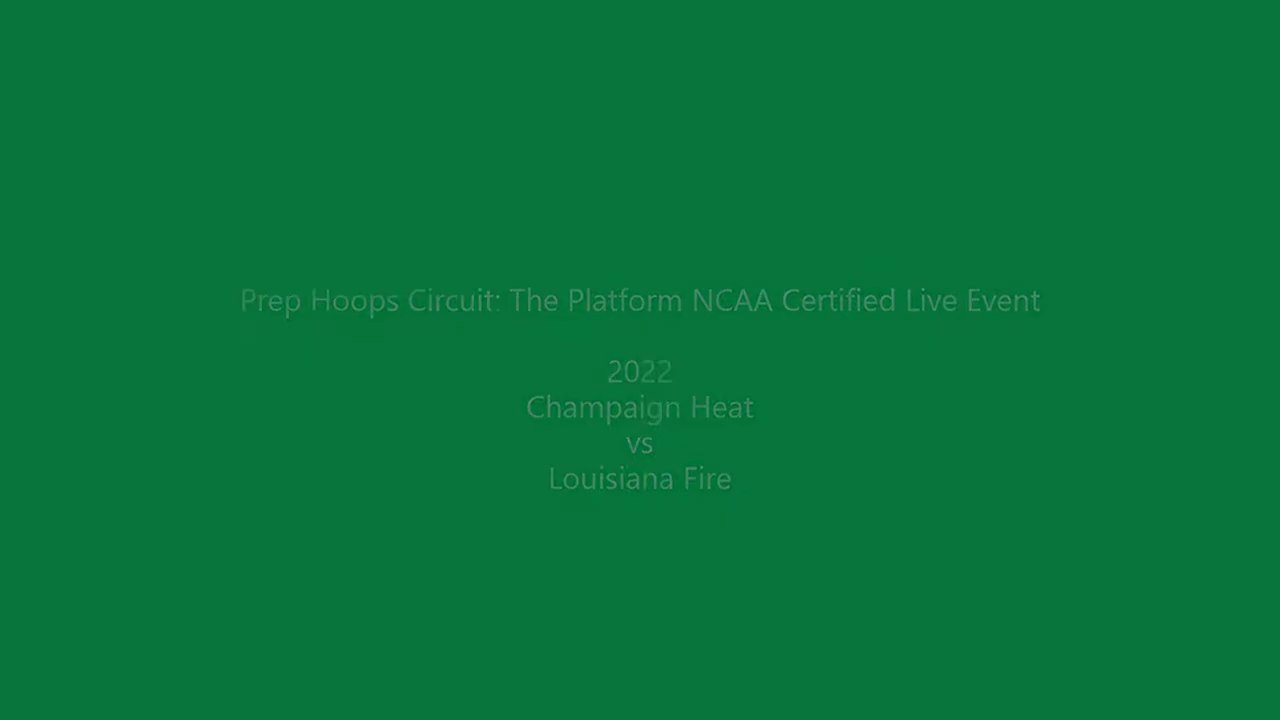 Prep Hoops Circuit: The Platform NCAA Certified Live Event
2022
Champaign Heat
vs
Louisiana Fire